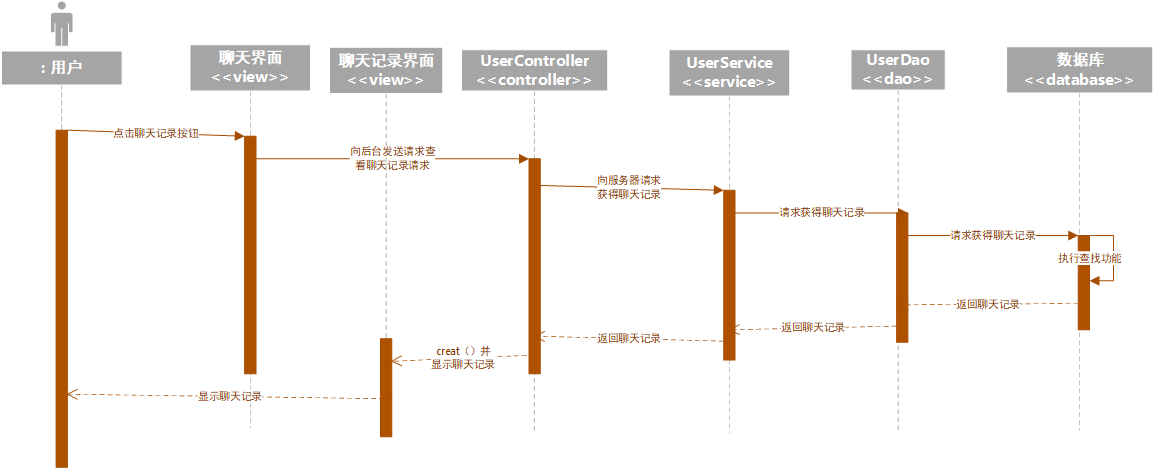 ：用户
聊天界面
<<view>>
聊天记录界面
<<view>>
UserController
<<controller>>
UserService
<<service>>
UserDao
<<dao>>
数据库
<<database>>
点击聊天记录按钮
向后台发送请求查
看聊天记录请求
向服务器请求
获得聊天记录
请求获得聊天记录
请求获得聊天记录
执行查找功能
返回聊天记录
返回聊天记录
返回聊天记录
creat（）并
显示聊天记录
显示聊天记录